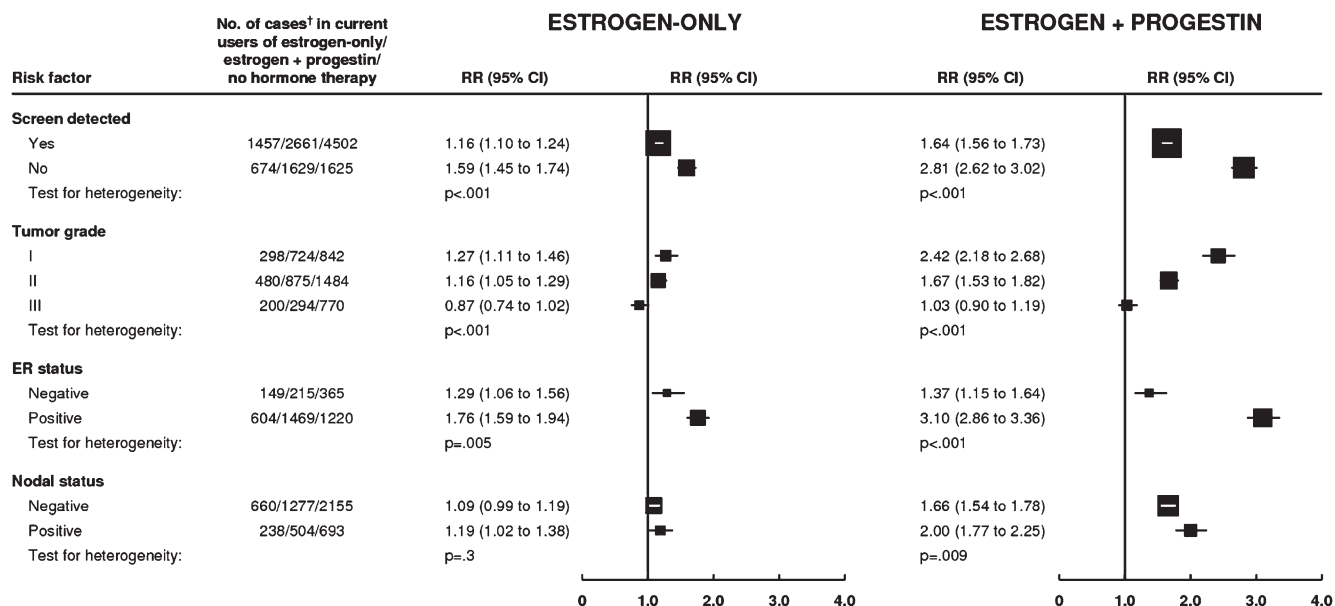 No. of cases† in current users of estrogen-only/ estrogen + progestin/ no hormone therapy
ESTROGEN-ONLY ESTROGEN + PROGESTIN
Risk factor RR (95% CI) RR (95% CI) RR (95% CI) RR (95% CI)
Screen detected
Yes 1457/2661/4502 1.16 (1.10 to 1.24) 1.64 (1.56 to 1.73)
No 674/1629/1625 1.59 (1.45 to 1.74) 2.81 (2.62 to 3.02)
Test for heterogeneity: p<.001 p<.001
Tumor grade
I 298/724/842 1.27 (1.11 to 1.46) 2.42 (2.18 to 2.68)
II 480/875/1484 1.16 (1.05 to 1.29) 1.67 (1.53 to 1.82)
III 200/294/770 0.87 (0.74 to 1.02) 1.03 (0.90 to 1.19)
Test for heterogeneity: p<.001 p<.001
ER status
Negative 149/215/365 1.29 (1.06 to 1.56) 1.37 (1.15 to 1.64)
Positive 604/1469/1220 1.76 (1.59 to 1.94) 3.10 (2.86 to 3.36)
Test for heterogeneity: p=.005 p<.001
Nodal status
Negative 660/1277/2155 1.09 (0.99 to 1.19) 1.66 (1.54 to 1.78)
Positive 238/504/693 1.19 (1.02 to 1.38) 2.00 (1.77 to 2.25)
Test for heterogeneity: p=.3 p=.009
0 1.0 2.0 3.0 4.0 0 1.0 2.0 3.0 4.0